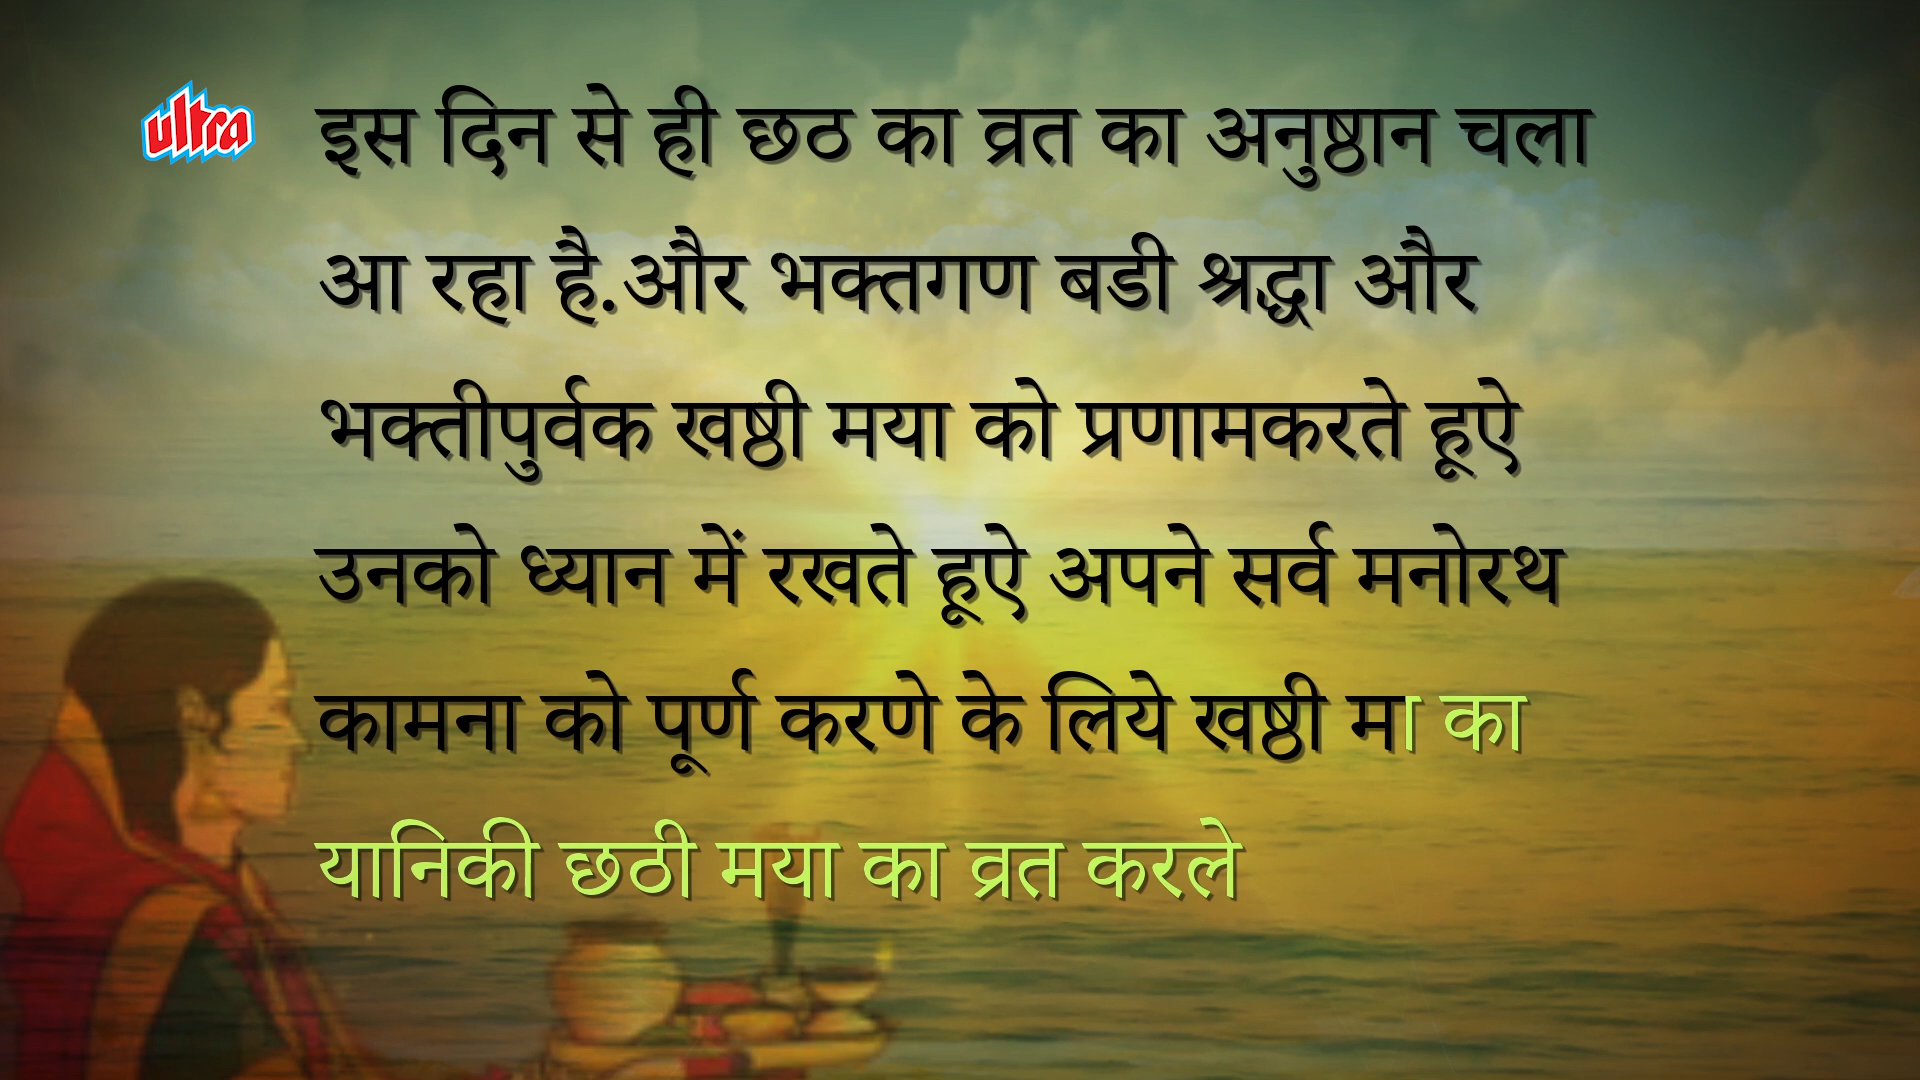 ultra
इस दिन से ही छठ का व्रत का अनुष्ठान चला
आ रहा है.और भक्तगण बडी श्रद्धा और
भक्तीपुर्वक खष्ठी मया को प्रणामकरते हूऐ
उनको ध्यान में रखते हूऐ अपने सर्व मनोरथ
कामना को पूर्ण करणे के लिये खष्ठी मा का
यानिकी छठी मया का व्रत करले